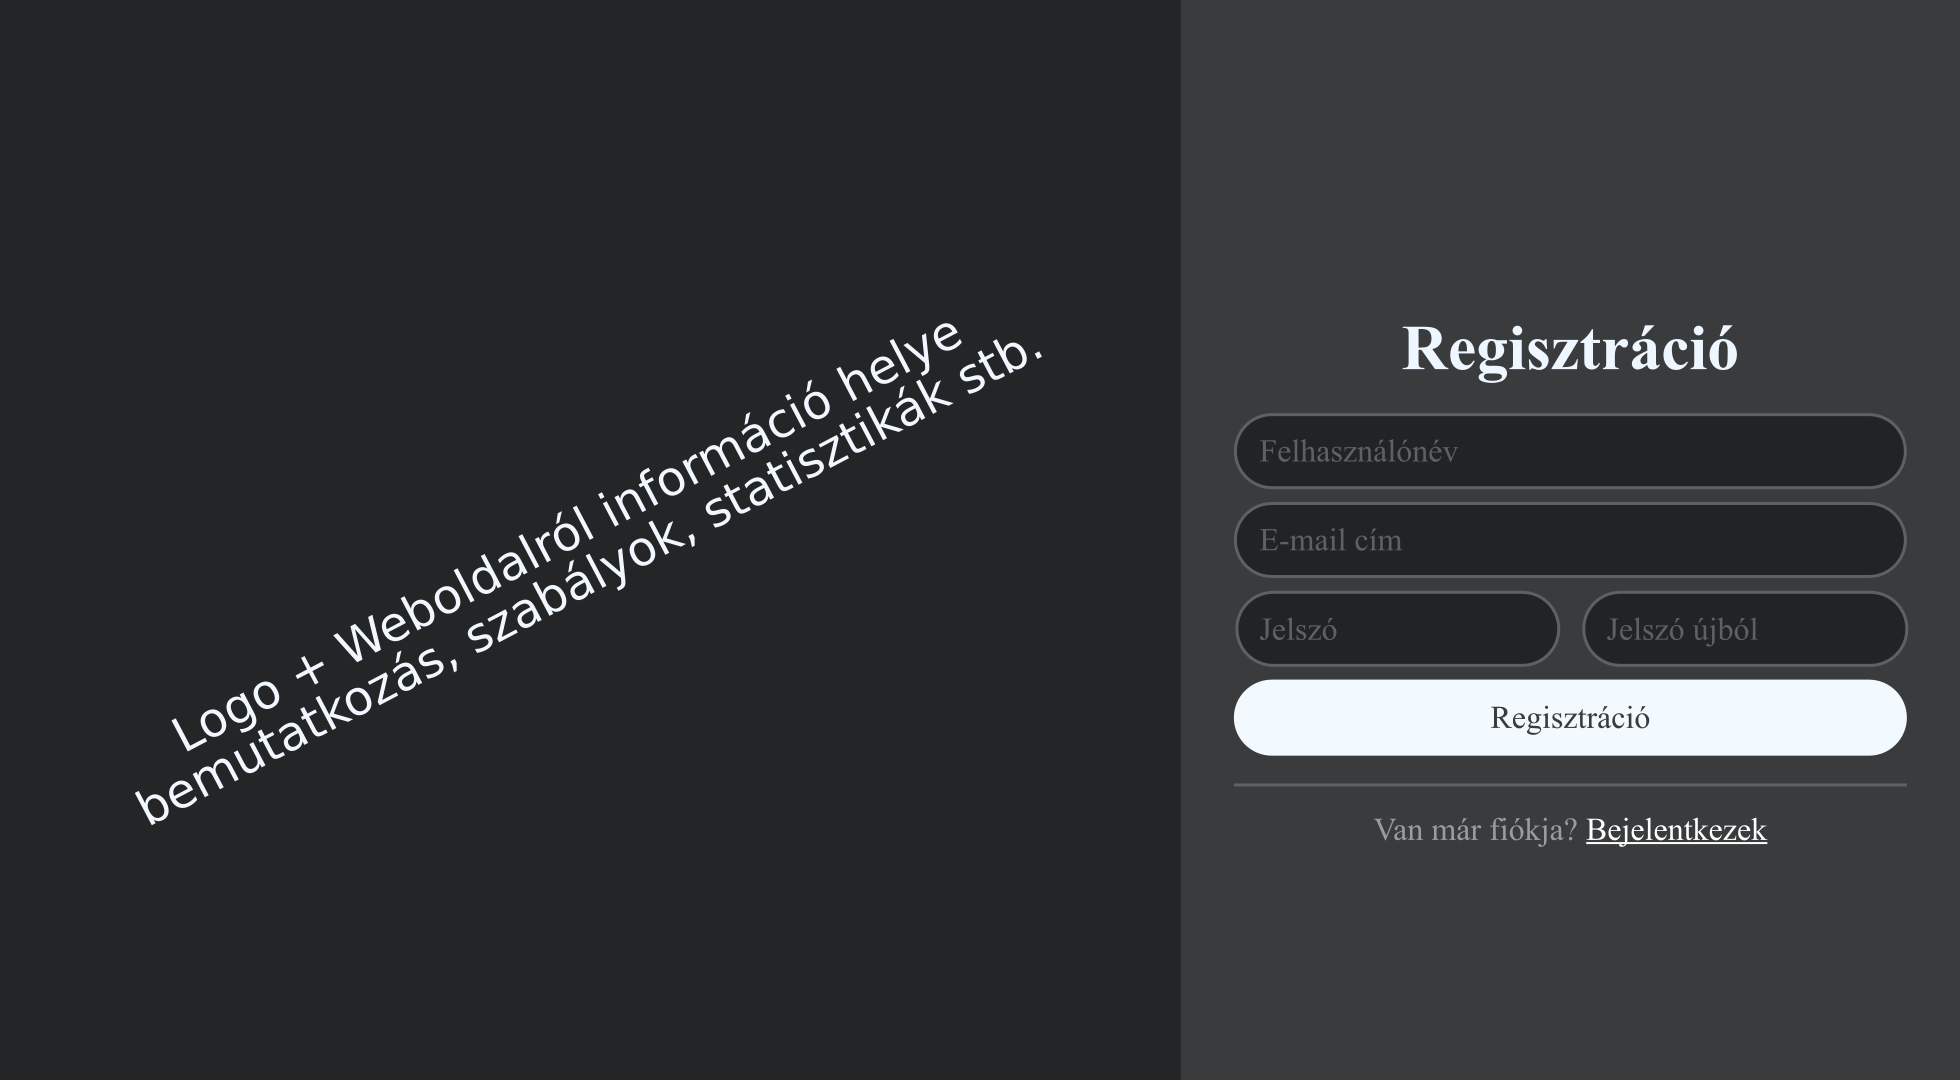 Logo + Weboldalról információ helye
bemutatkozás, szabályok, statisztikák stb.
Regisztráció
Felhasználónév
E-mail cím
Jelszó
Jelszó újból
Regisztráció
Van már fiókja? Bejelentkezek